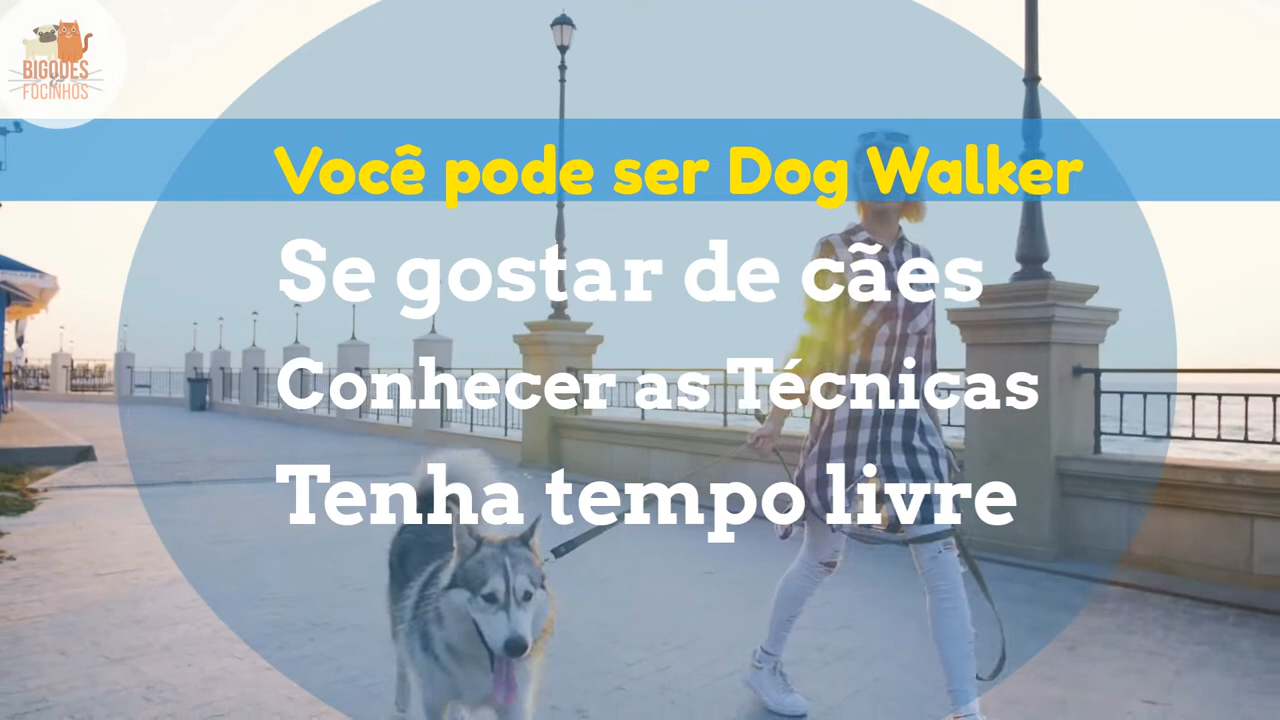 BIGODES
&
FOCINHOS
Você pode ser Dog Walker
Se gostar de cães
Conhecer as Técnicas
Tenha tempo livre